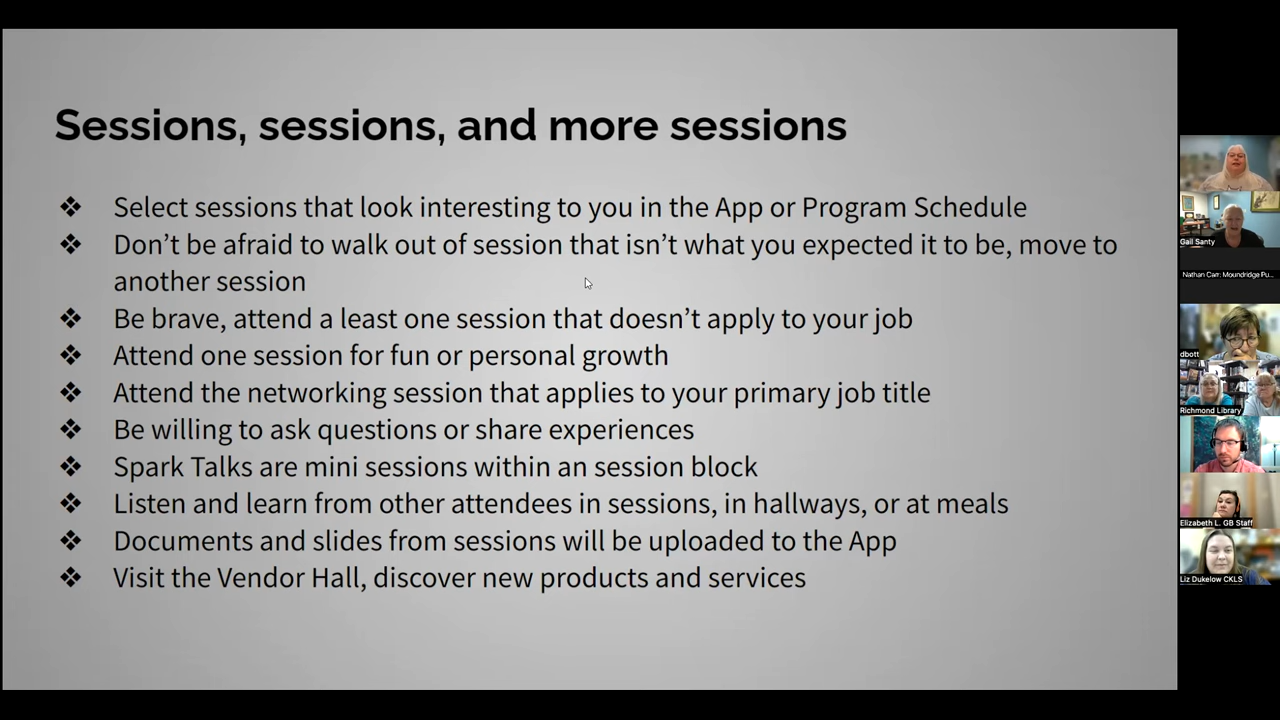 Sessions, sessions, and more sessions
❖ Select sessions that look interesting to you in the App or Program Schedule
❖ Don’t be afraid to walk out of session that isn’t what you expected it to be, move to
another session
❖ Be brave, attend a least one session that doesn’t apply to your job
❖ Attend one session for fun or personal growth
❖ Attend the networking session that applies to your primary job title
❖ Be willing to ask questions or share experiences
❖ Spark Talks are mini sessions within an session block
❖ Listen and learn from other attendees in sessions, in hallways, or at meals
❖ Documents and slides from sessions will be uploaded to the App
❖ Visit the Vendor Hall, discover new products and services
Gail Santy
Nathan Carr: Moundridge Pu...
dbott
Richmond Library
Elizabeth L. GB Staff
Liz Dukelow CKLS